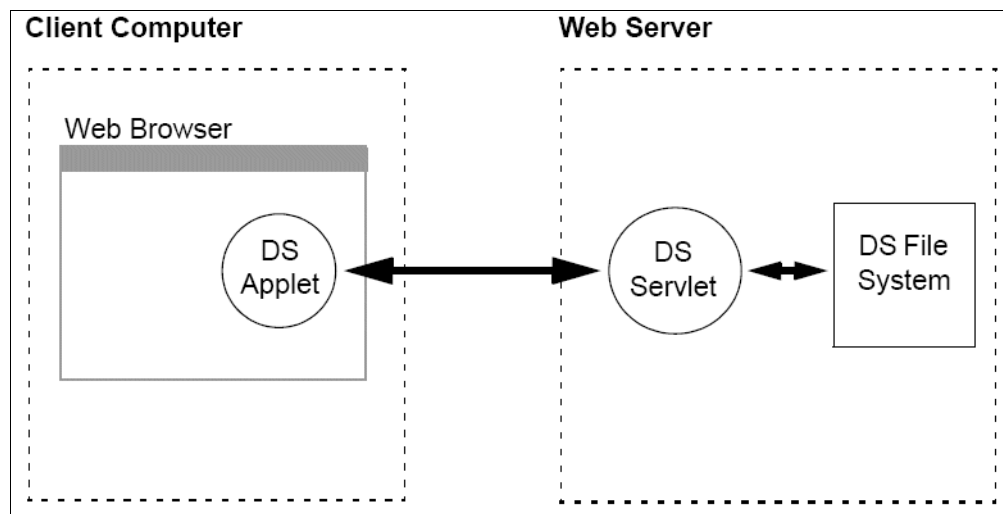 Client Computer
Web Server
Web Browser
DS
Applet
DS
Servlet
DS File
System